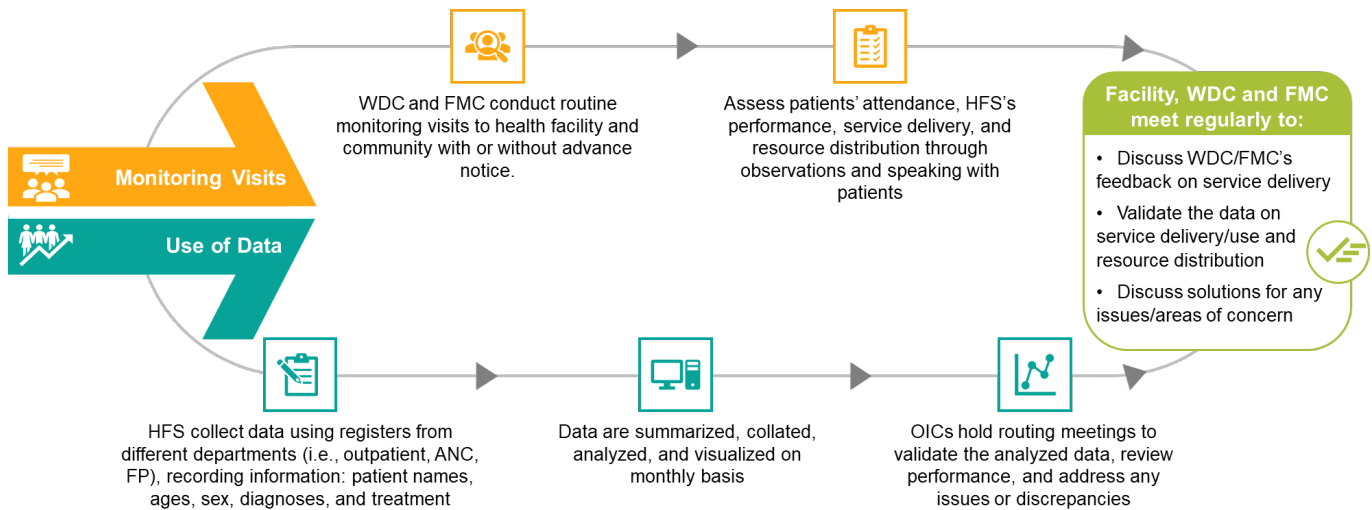 Monitoring Visits
Use of Data
WDC and FMC conduct routine
monitoring visits to health facility and
community with or without advance
notice.
Assess patients’ attendance, HFS’s
performance, service delivery, and
resource distribution through
observations and speaking with
patients
Facility, WDC and FMC
meet regularly to:
• Discuss WDC/FMC’s
feedback on service delivery
• Validate the data on
service delivery/use and
resource distribution
• Discuss solutions for any
issues/areas of concern
HFS collect data using registers from
different departments (i.e., outpatient, ANC,
FP), recording information: patient names,
ages, sex, diagnoses, and treatment
Data are summarized, collated,
analyzed, and visualized on
monthly basis
OICs hold routing meetings to
validate the analyzed data, review
performance, and address any
issues or discrepancies